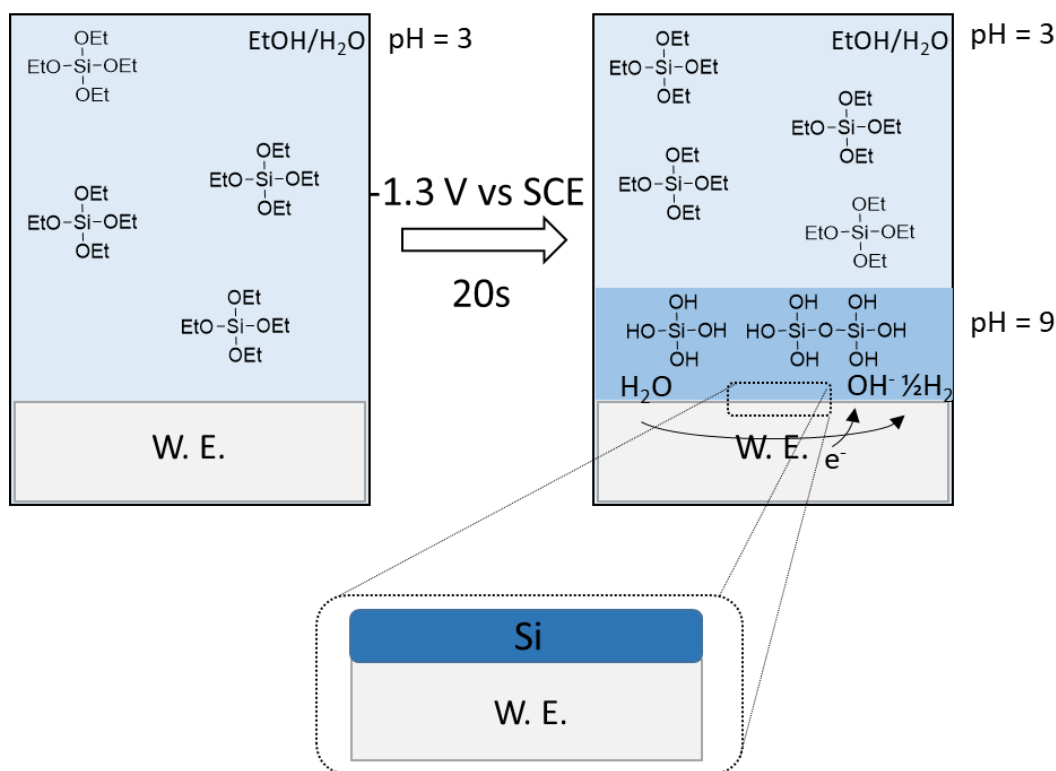 OEt
EtO-Si-OEt
OEt
EtOH/H₂O
pH = 3
OEt
EtO-Si-OEt
OEt
OEt
EtO-Si-OEt
OEt
OEt
EtO-Si-OEt
OEt
W. E.
-1.3 V vs SCE
20s
OEt
EtO-Si-OEt
OEt
EtOH/H₂O
pH = 3
OEt
EtO-Si-OEt
OEt
OEt
EtO-Si-OEt
OEt
OEt
EtO-Si-OEt
OEt
OH
HO-Si-OH
OH
OH OH
HO-Si-O-Si-OH
OH OH
pH = 9
H₂O
OH⁻ ½H₂
W. E.
e⁻
Si
W. E.